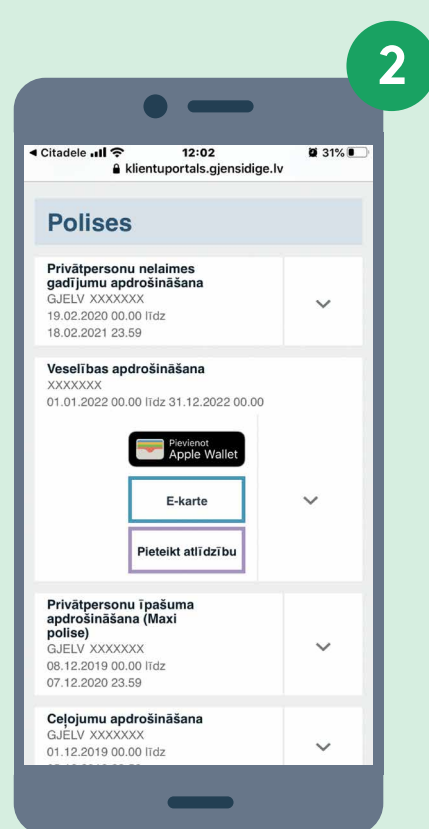 2
Citadele 12:02 31%
klientuportals.gjensidige.lv
Polises
Privātpersonu nelaimes
gadījumu apdrošināšana
GJELV XXXXXXX
19.02.2020 00.00 līdz
18.02.2021 23.59
Veselības apdrošināšana
XXXXXXX
01.01.2022 00.00 līdz 31.12.2022 00.00
Pievienot
Apple Wallet
E-karte
Pieteikt atlīdzību
Privātpersonu īpašuma
apdrošināšana (Maxi
polise)
GJELV XXXXXXX
08.12.2019 00.00 līdz
07.12.2020 23.59
Ceļojumu apdrošināšana
GJELV XXXXXXX
01.12.2019 00.00 līdz